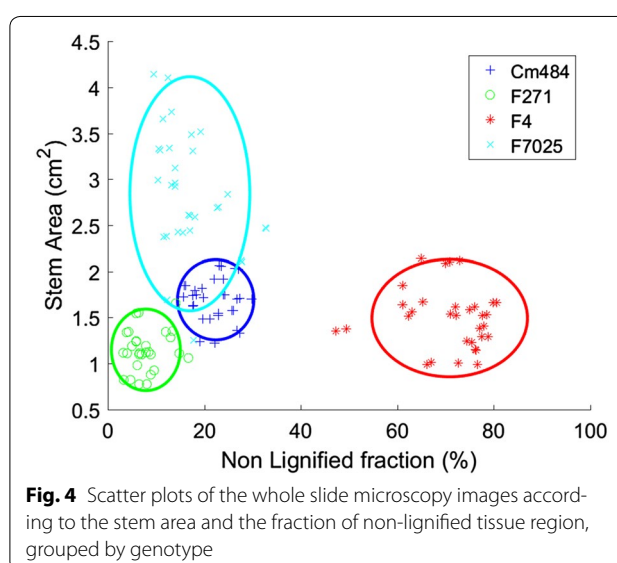 4.5
4
3.5
3
2.5
2
1.5
1
0.5
Stem Area (cm²)
+ Cm484
○ F271
* F4
× F7025
0 20 40 60 80 100
Non Lignified fraction (%)
Fig. 4 Scatter plots of the whole slide microscopy images accord-
ing to the stem area and the fraction of non-lignified tissue region,
grouped by genotype